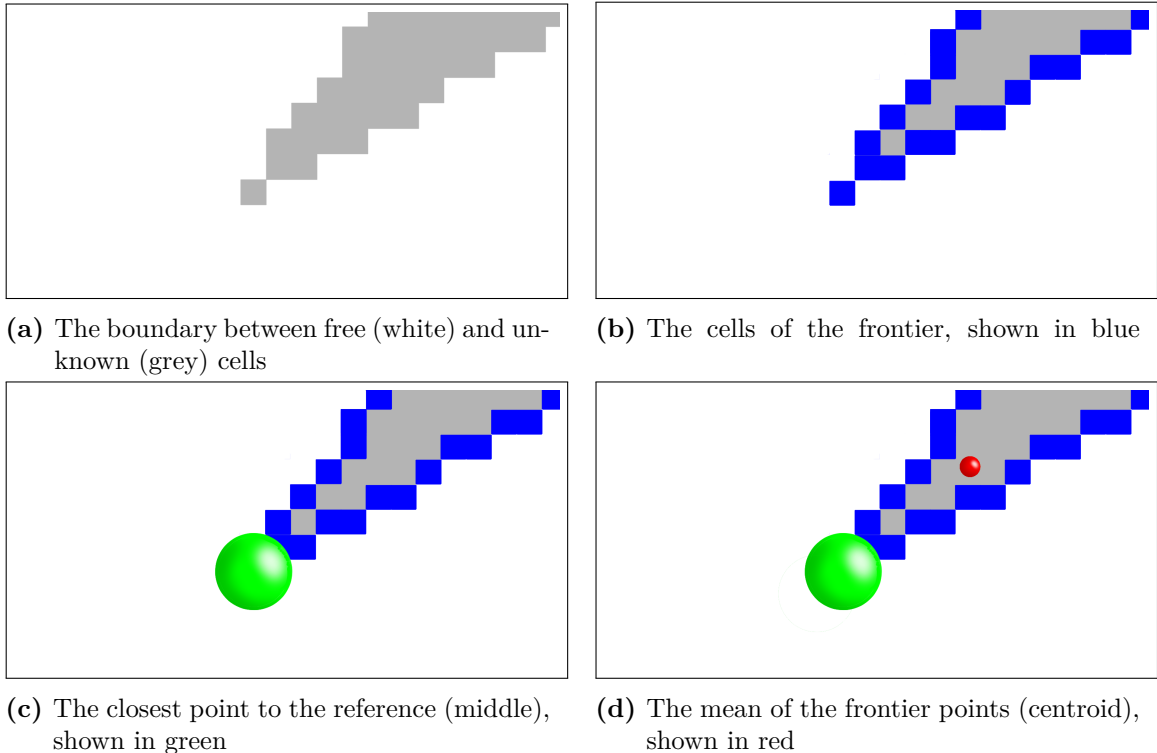 (a) The boundary between free (white) and un-
known (grey) cells
(b) The cells of the frontier, shown in blue
(c) The closest point to the reference (middle),
shown in green
(d) The mean of the frontier points (centroid),
shown in red